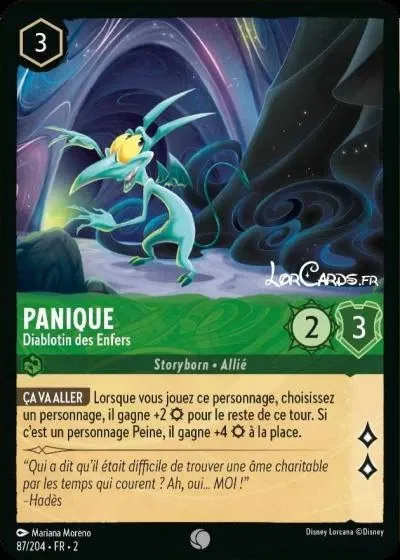 3
LORCARDS.FR
PANIQUE
Diablotin des Enfers
2
3
Storyborn • Allié
ÇA VA ALLER Lorsque vous jouez ce personnage, choisissez
un personnage, il gagne +2 pour le reste de ce tour. Si
c'est un personnage Peine, il gagne +4 à la place.
“Qui a dit qu'il était difficile de trouver une âme charitable
par les temps qui courent ? Ah, oui... MOI !”
-Hadès
Mariana Moreno
87/204 • FR • 2
Disney Lorcana ©Disney